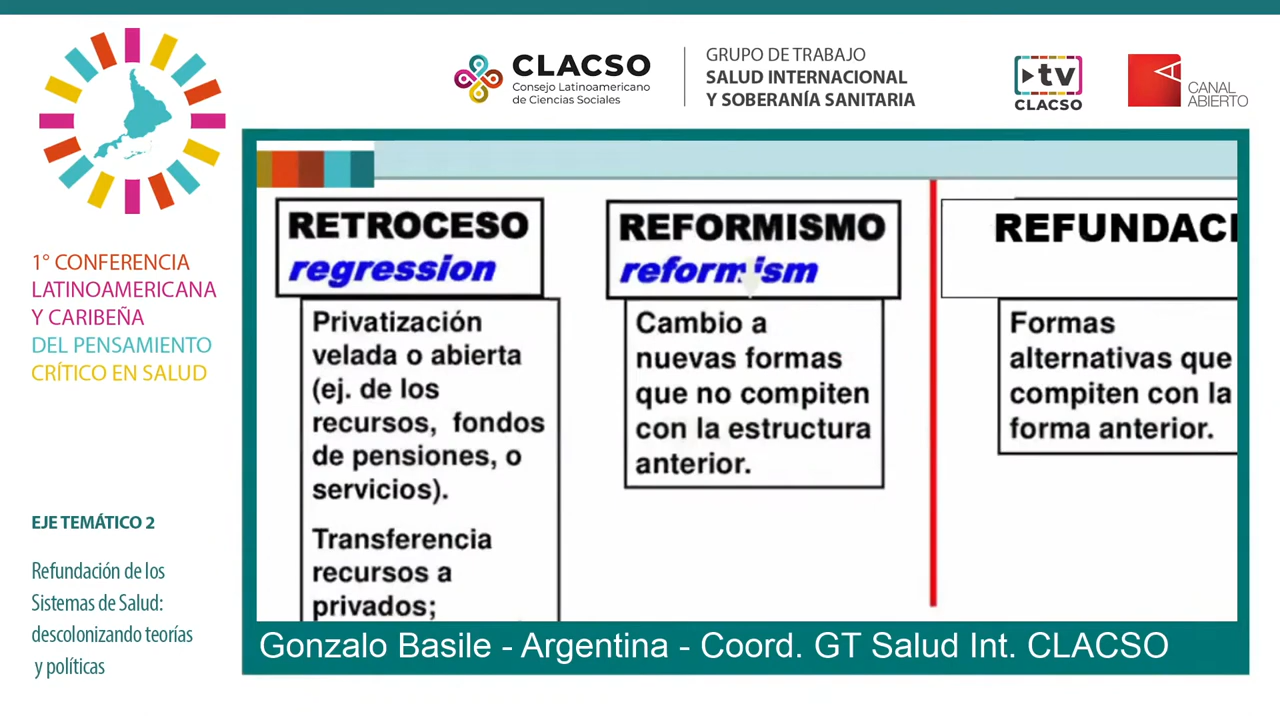 CLACSO
Consejo Latinoamericano
de Ciencias Sociales
GRUPO DE TRABAJO
SALUD INTERNACIONAL
Y SOBERANÍA SANITARIA
tv
CLACSO
CANAL
ABIERTO
1° CONFERENCIA
LATINOAMERICANA
Y CARIBEÑA
DEL PENSAMIENTO
CRÍTICO EN SALUD
EJE TEMÁTICO 2
Refundación de los
Sistemas de Salud:
descolonizando teorías
y políticas
RETROCESO
regression
Privatización
velada o abierta
(ej. de los
recursos, fondos
de pensiones, o
servicios).
Transferencia
recursos a
privados;
REFORMISMO
reformism
Cambio a
nuevas formas
que no compiten
con la estructura
anterior.
REFUNDACI
Formas
alternativas que
compiten con la
forma anterior.
Gonzalo Basile - Argentina - Coord. GT Salud Int. CLACSO